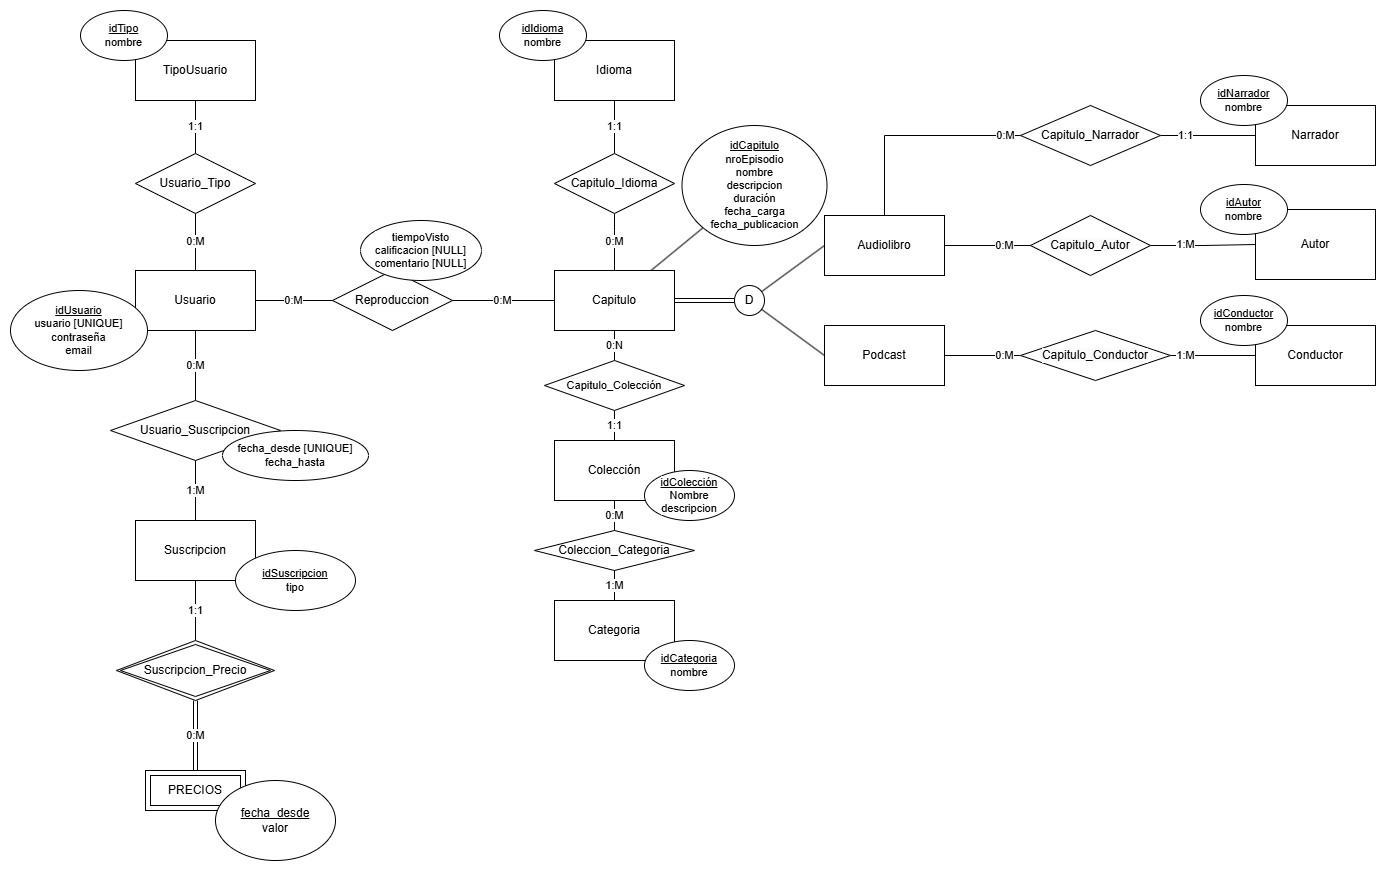 idTipo
nombre
TipoUsuario
1:1
Usuario_Tipo
0:M
Usuario
idUsuario
usuario [UNIQUE]
contraseña
email
0:M
Usuario_Suscripcion
fecha_desde [UNIQUE]
fecha_hasta
1:M
Suscripcion
idSuscripcion
tipo
1:1
Suscripcion_Precio
0:M
PRECIOS
fecha_desde
valor
0:M
Reproduccion
tiempoVisto
calificacion [NULL]
comentario [NULL]
0:M
idIdioma
nombre
Idioma
1:1
Capitulo_Idioma
0:M
Capitulo
idCapitulo
nroEpisodio
nombre
descripcion
duración
fecha_carga
fecha_publicacion
0:N
Capitulo_Colección
1:1
Colección
idColección
Nombre
descripcion
0:M
Coleccion_Categoria
1:M
Categoria
idCategoria
nombre
D
Audiolibro
0:M
Capitulo_Narrador
1:1
idNarrador
nombre
Narrador
0:M
Capitulo_Autor
1:M
idAutor
nombre
Autor
Podcast
0:M
Capitulo_Conductor
1:M
idConductor
nombre
Conductor